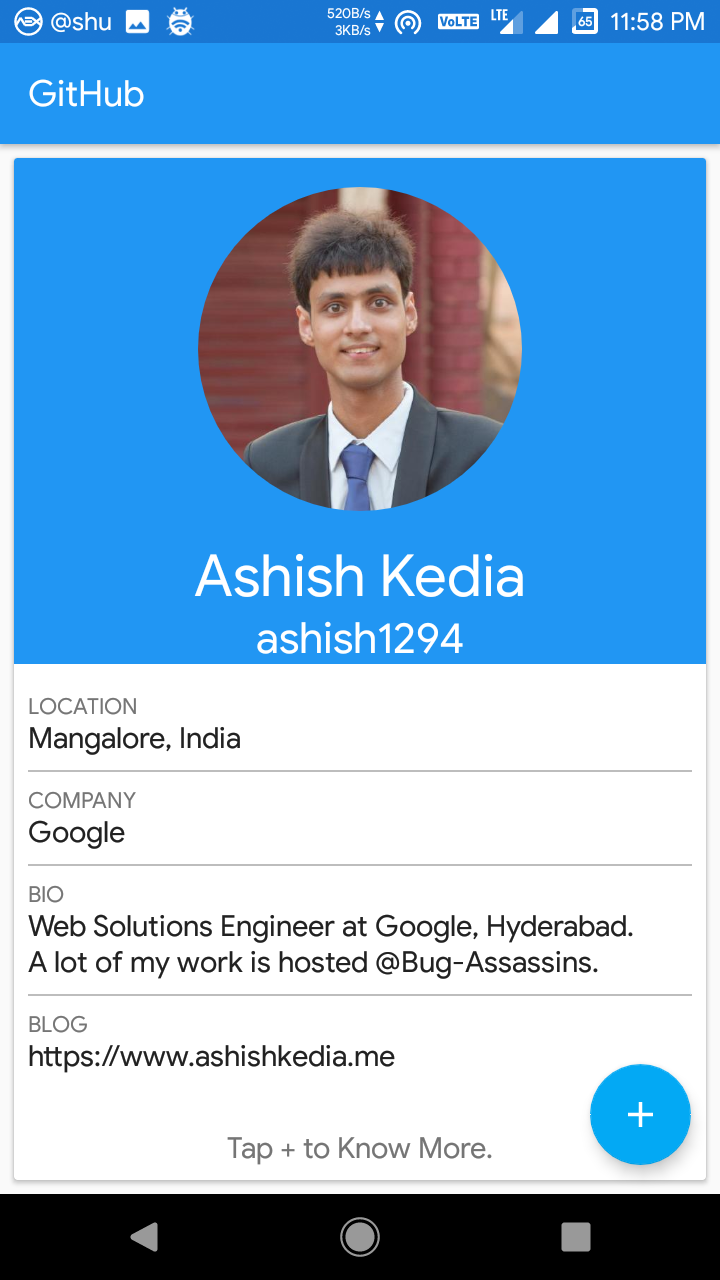 @shu 520B/s 3KB/s VoLTE LTE 65 11:58 PM
GitHub
Ashish Kedia
ashish1294
LOCATION
Mangalore, India
COMPANY
Google
BIO
Web Solutions Engineer at Google, Hyderabad.
A lot of my work is hosted @Bug-Assassins.
BLOG
https://www.ashishkedia.me
+
Tap + to Know More.